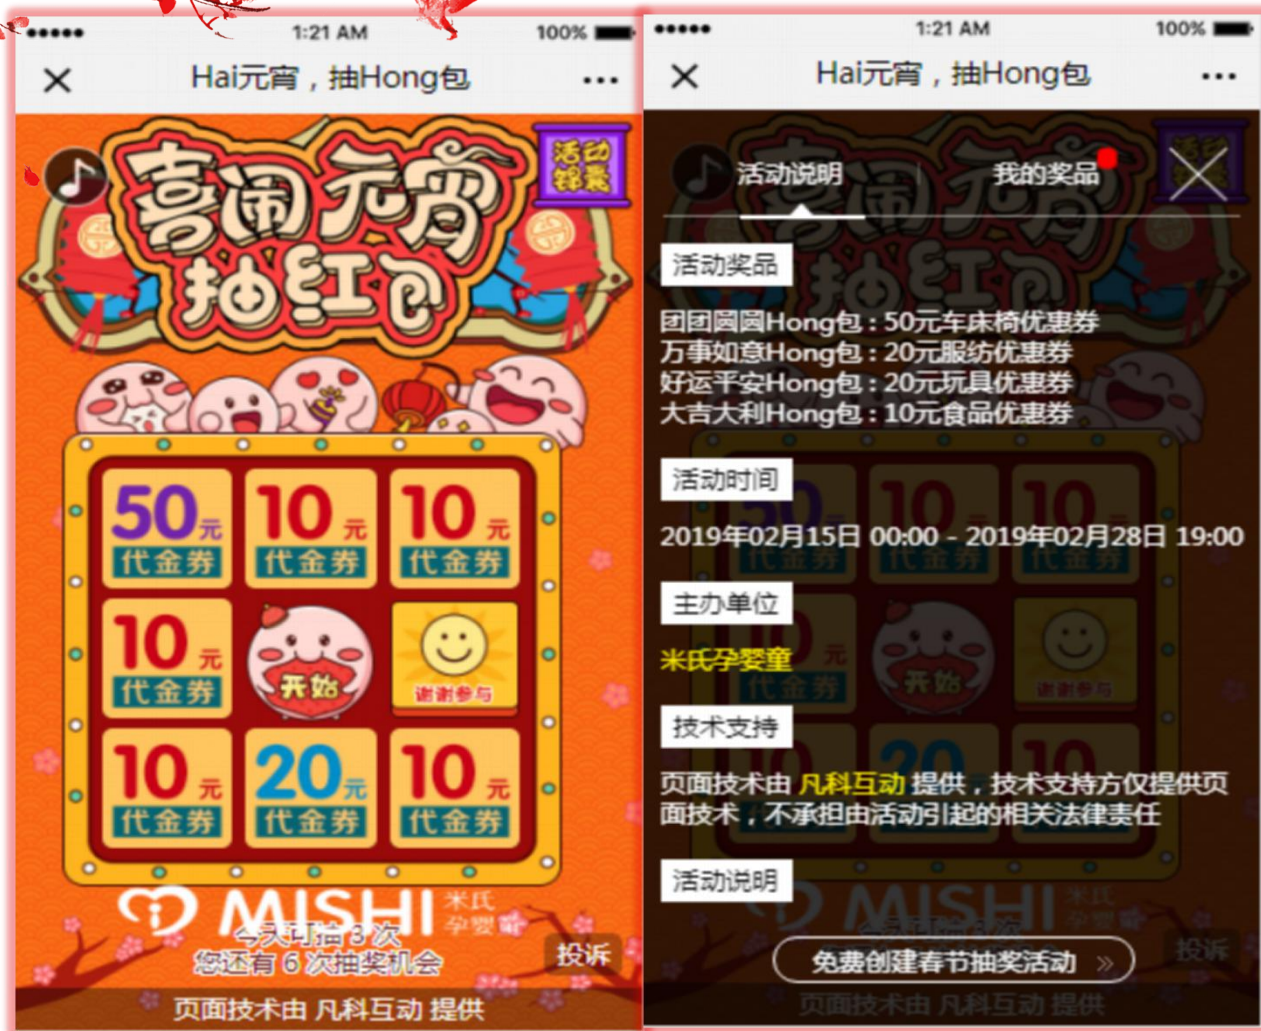 1:21 AM
100%
Hai元宵，抽Hong包
活动
锦囊
喜闹元宵
抽红包
50元
代金券
10元
代金券
10元
代金券
10元
代金券
开始
谢谢参与
10元
代金券
20元
代金券
10元
代金券
MISHI 米氏
孕婴童
今天可抽 3 次
您还有 6 次抽奖机会
投诉
页面技术由 凡科互动 提供
1:21 AM
100%
Hai元宵，抽Hong包
活动说明
我的奖品
活动奖品
团团圆圆Hong包 : 50元车床椅优惠券
万事如意Hong包 : 20元服纺优惠券
好运平安Hong包 : 20元玩具优惠券
大吉大利Hong包 : 10元食品优惠券
活动时间
2019年02月15日 00:00 - 2019年02月28日 19:00
主办单位
米氏孕婴童
技术支持
页面技术由 凡科互动 提供，技术支持方仅提供页
面技术，不承担由活动引起的相关法律责任
活动说明
免费创建春节抽奖活动 »
投诉
页面技术由 凡科互动 提供